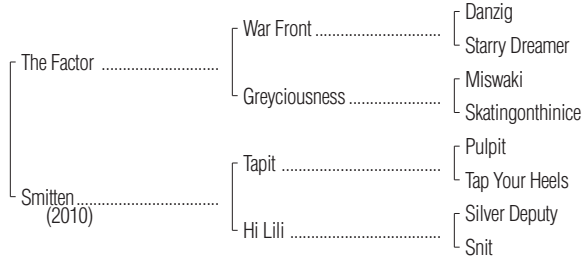 Danzig
War Front ....................................
Starry Dreamer
The Factor ..................................
Miswaki
Greyciousness ...........................
Skatingonthinice
Pulpit
Tapit ..............................................
Tap Your Heels
Smitten .........................................
(2010)
Silver Deputy
Hi Lili ...........................................
Snit